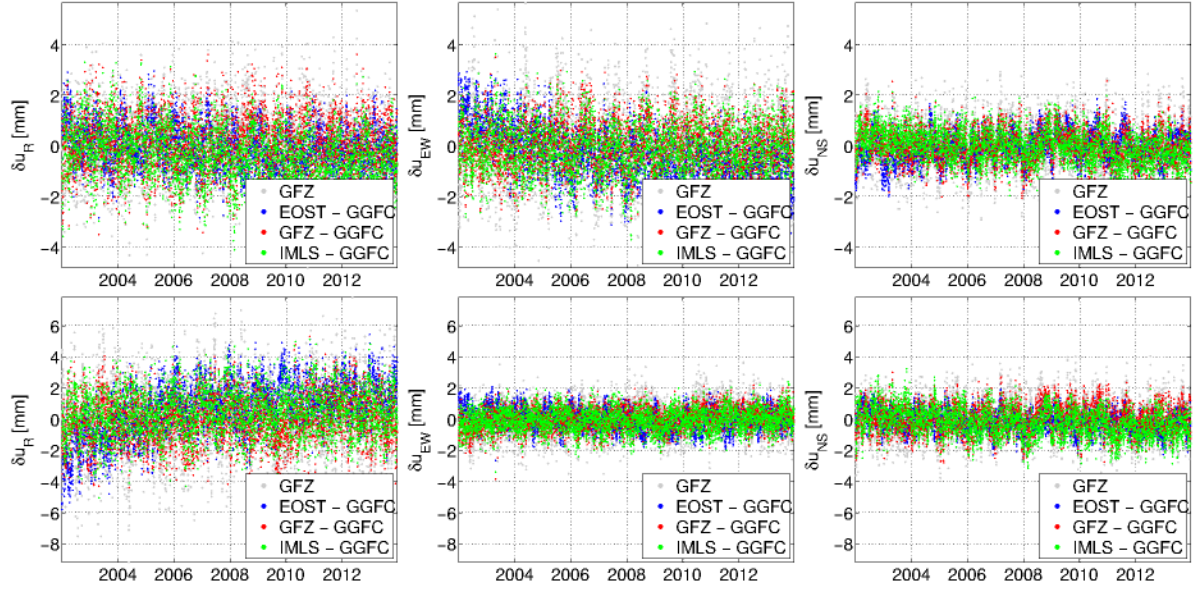 δu_R [mm]
4
2
0
−2
−4
2004 2006 2008 2010 2012
GFZ
EOST − GGFC
GFZ − GGFC
IMLS − GGFC
δu_EW [mm]
4
2
0
−2
−4
2004 2006 2008 2010 2012
GFZ
EOST − GGFC
GFZ − GGFC
IMLS − GGFC
δu_NS [mm]
4
2
0
−2
−4
2004 2006 2008 2010 2012
GFZ
EOST − GGFC
GFZ − GGFC
IMLS − GGFC
δu_R [mm]
6
4
2
0
−2
−4
−6
−8
2004 2006 2008 2010 2012
GFZ
EOST − GGFC
GFZ − GGFC
IMLS − GGFC
δu_EW [mm]
6
4
2
0
−2
−4
−6
−8
2004 2006 2008 2010 2012
GFZ
EOST − GGFC
GFZ − GGFC
IMLS − GGFC
δu_NS [mm]
6
4
2
0
−2
−4
−6
−8
2004 2006 2008 2010 2012
GFZ
EOST − GGFC
GFZ − GGFC
IMLS − GGFC